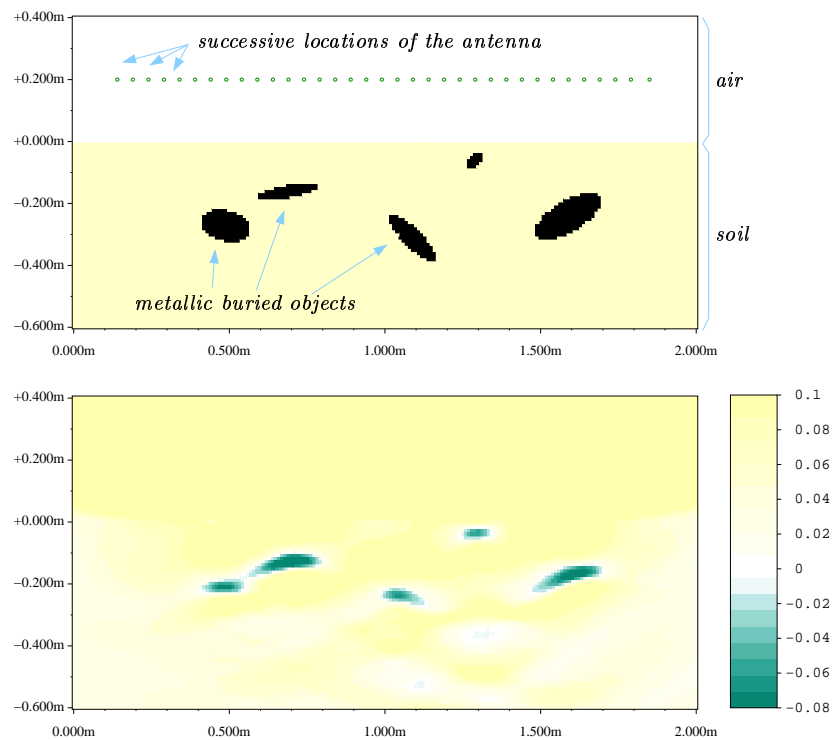 +0.400m
successive locations of the antenna
+0.200m
air
+0.000m
−0.200m
soil
−0.400m
metallic buried objects
−0.600m
0.000m 0.500m 1.000m 1.500m 2.000m
+0.400m
0.1
0.08
+0.200m
0.06
0.04
+0.000m
0.02
0
−0.200m
-0.02
-0.04
−0.400m
-0.06
−0.600m
-0.08
0.000m 0.500m 1.000m 1.500m 2.000m